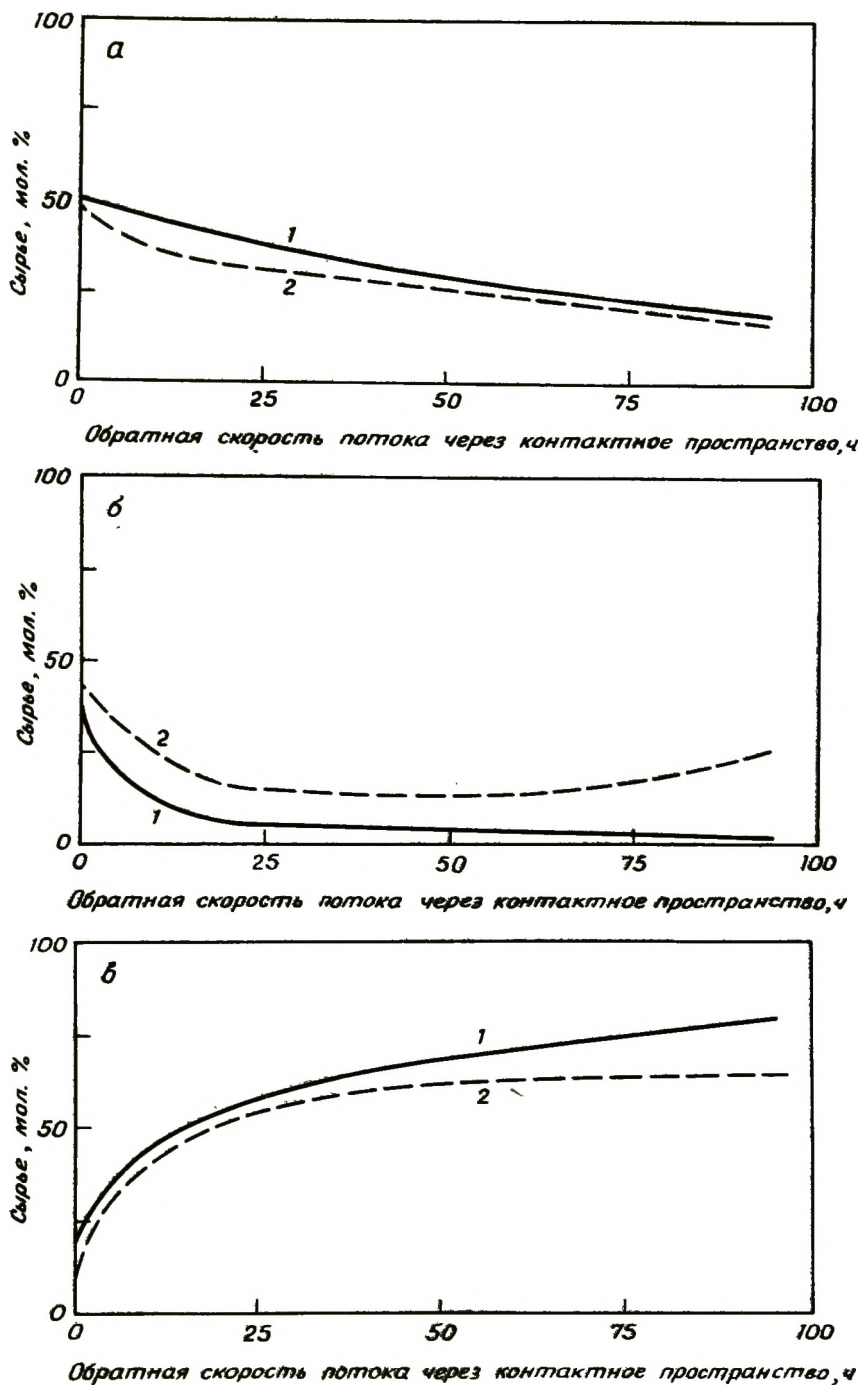 100
а
50
0
Сырье, мол. %
1
2
0 25 50 75 100
Обратная скорость потока через контактное пространство, ч
100
б
50
0
Сырье, мол. %
2
1
0 25 50 75 100
Обратная скорость потока через контактное пространство, ч
100
в
50
0
Сырье, мол. %
1
2
0 25 50 75 100
Обратная скорость потока через контактное пространство, ч